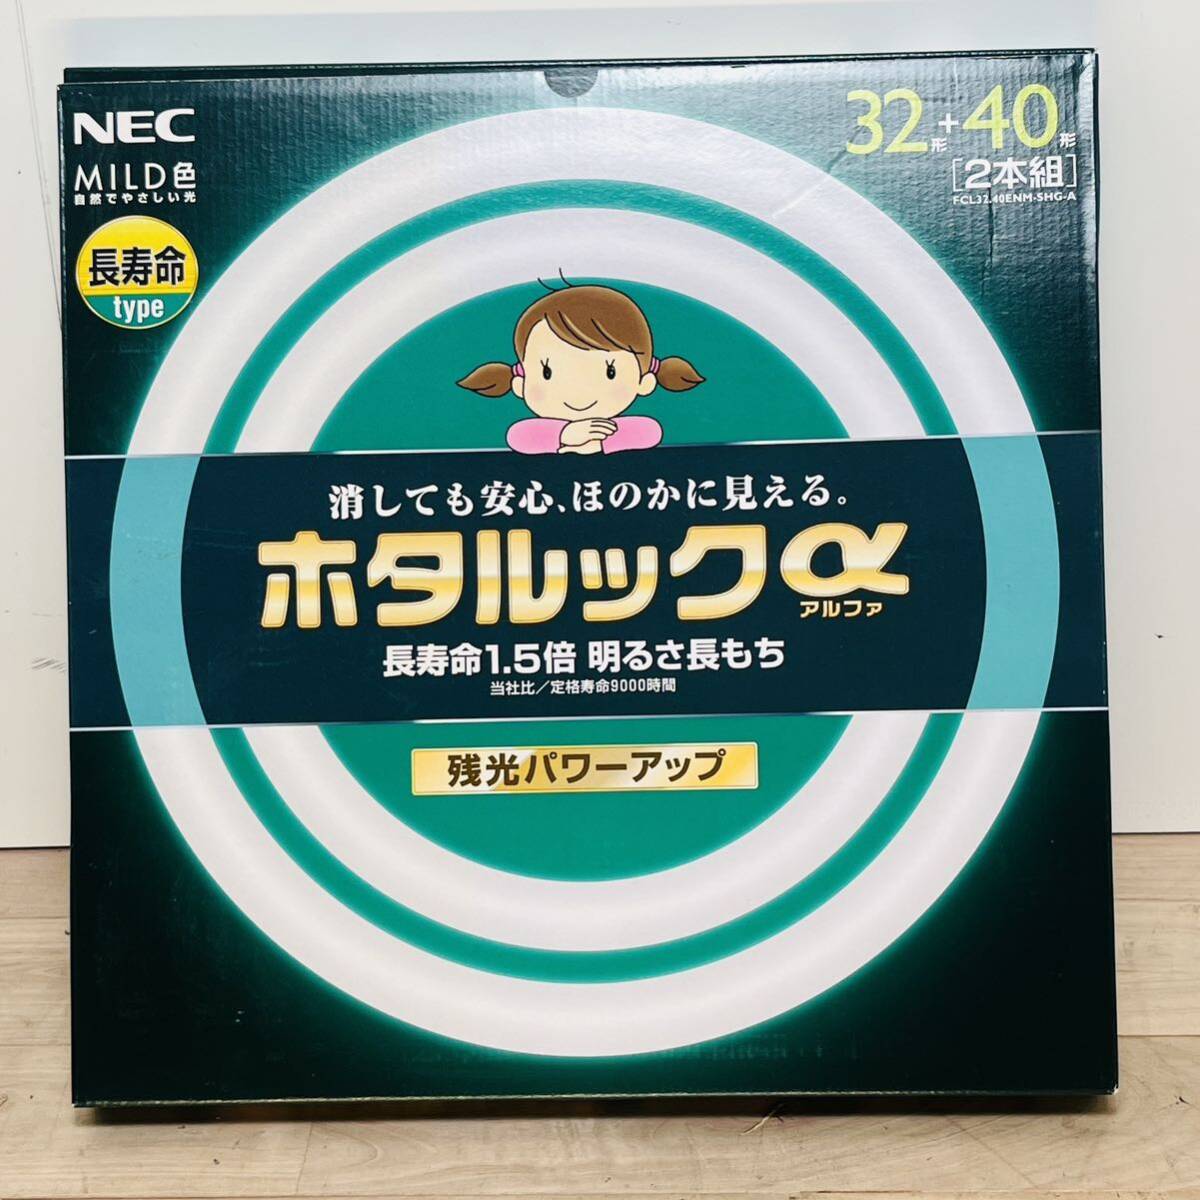 NEC
MILD色
自然でやさしい光
長寿命
type
32形+40形
[2本組]
FCL32.40ENM-SHG-A
消しても安心、ほのかに見える。
ホタルックα
アルファ
長寿命1.5倍 明るさ長もち
当社比/定格寿命9000時間
残光パワーアップ